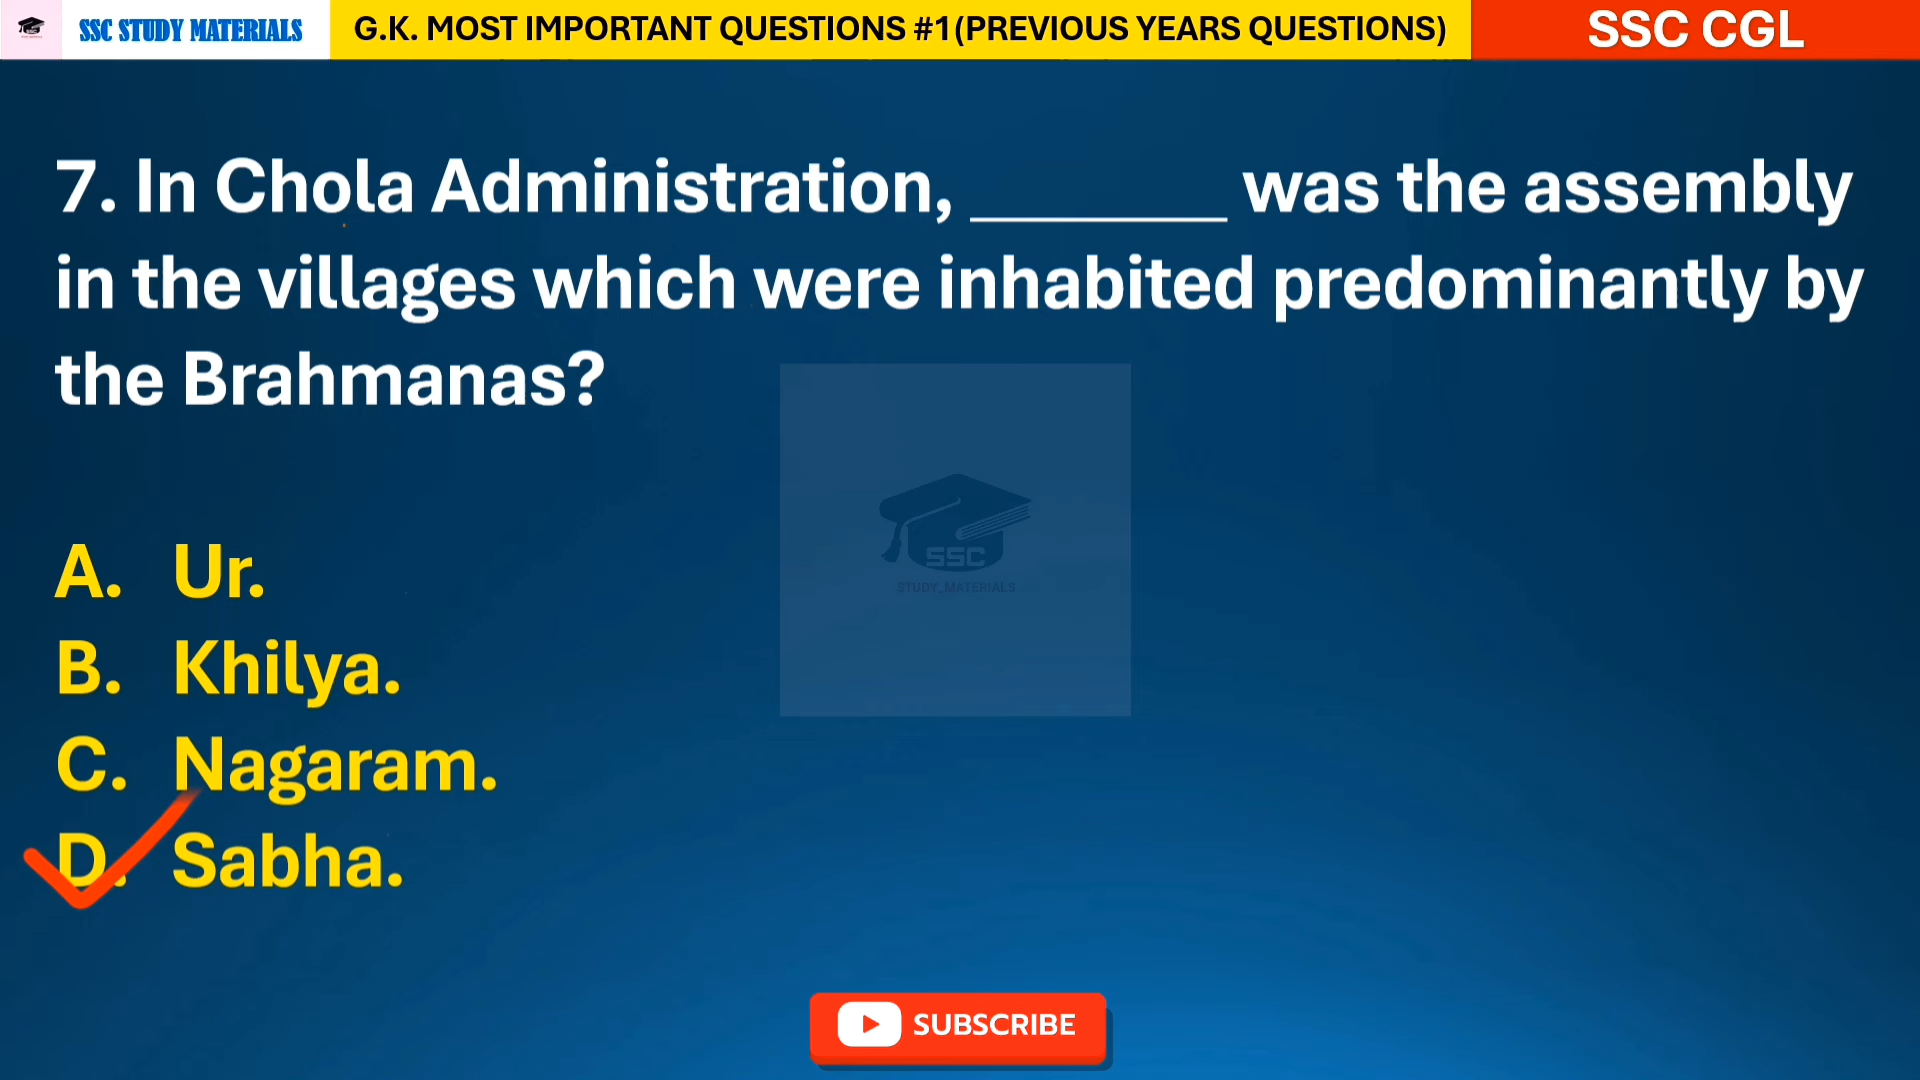 SSC STUDY MATERIALS
G.K. MOST IMPORTANT QUESTIONS #1(PREVIOUS YEARS QUESTIONS)
SSC CGL
7. In Chola Administration, ________ was the assembly
in the villages which were inhabited predominantly by
the Brahmanas?
SSC
STUDY_MATERIALS
A. Ur.
B. Khilya.
C. Nagaram.
D. Sabha.
SUBSCRIBE